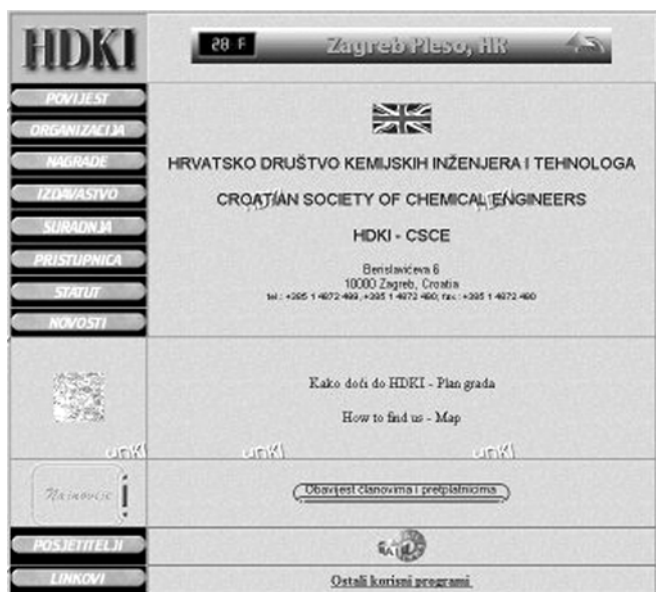 HDKI
28 F
Zagreb Pleso, HR
POVIJEST
ORGANIZACIJA
NAGRADE
IZDAVASTVO
SURADNJA
PRISTUPNICA
STATUT
NOVOSTI
HRVATSKO DRUŠTVO KEMIJSKIH INŽENJERA I TEHNOLOGA
CROATIAN SOCIETY OF CHEMICAL ENGINEERS
HDKI - CSCE
Berislavićeva 6
10000 Zagreb, Croatia
Kako doći do HDKI - Plan grada
How to find us - Map
Najnovije
Obavijest članovima i pretplatnicima
POSJETITELJI
LINKOVI
Ostali korisni programi